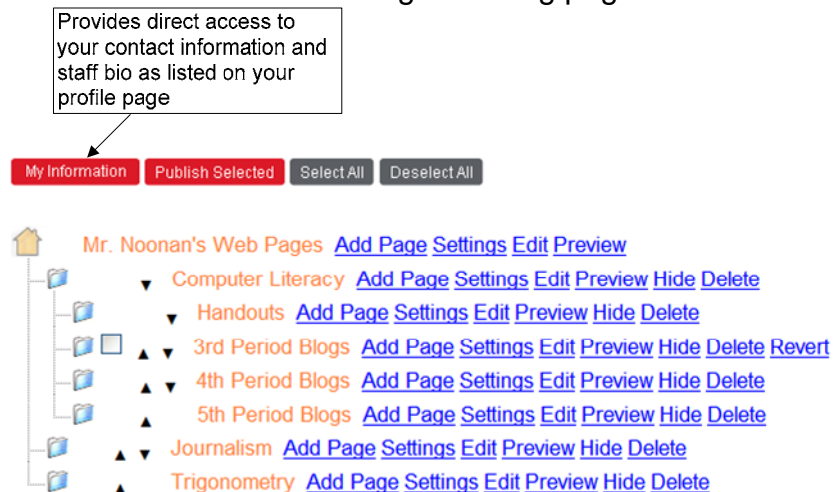 Provides direct access to
your contact information and
staff bio as listed on your
profile page
My Information Publish Selected Select All Deselect All
Mr. Noonan's Web Pages Add Page Settings Edit Preview
Computer Literacy Add Page Settings Edit Preview Hide Delete
Handouts Add Page Settings Edit Preview Hide Delete
3rd Period Blogs Add Page Settings Edit Preview Hide Delete Revert
4th Period Blogs Add Page Settings Edit Preview Hide Delete
5th Period Blogs Add Page Settings Edit Preview Hide Delete
Journalism Add Page Settings Edit Preview Hide Delete
Trigonometry Add Page Settings Edit Preview Hide Delete